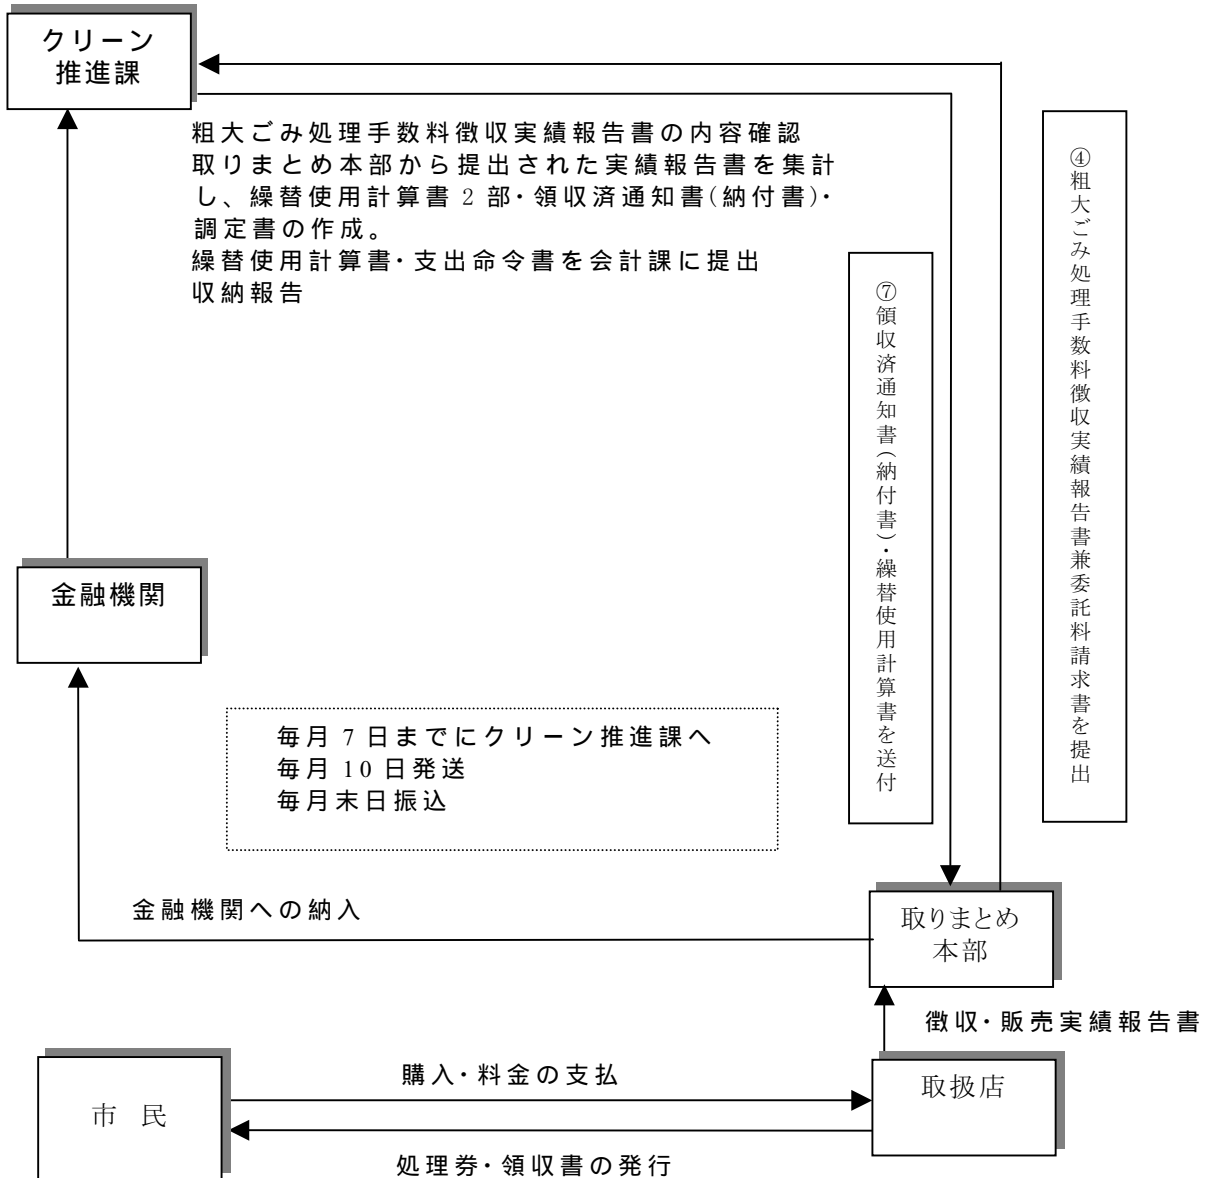 クリーン
推進課
粗大ごみ処理手数料徴収実績報告書の内容確認
取りまとめ本部から提出された実績報告書を集計
し、繰替使用計算書2部・領収済通知書(納付書)・
調定書の作成。
繰替使用計算書・支出命令書を会計課に提出
収納報告
④粗大ごみ処理手数料徴収実績報告書兼委託料請求書を提出
⑦領収済通知書(納付書)・繰替使用計算書を送付
金融機関
毎月7日までにクリーン推進課へ
毎月10日発送
毎月末日振込
金融機関への納入
取りまとめ
本部
徴収・販売実績報告書
購入・料金の支払
取扱店
市 民
処理券・領収書の発行